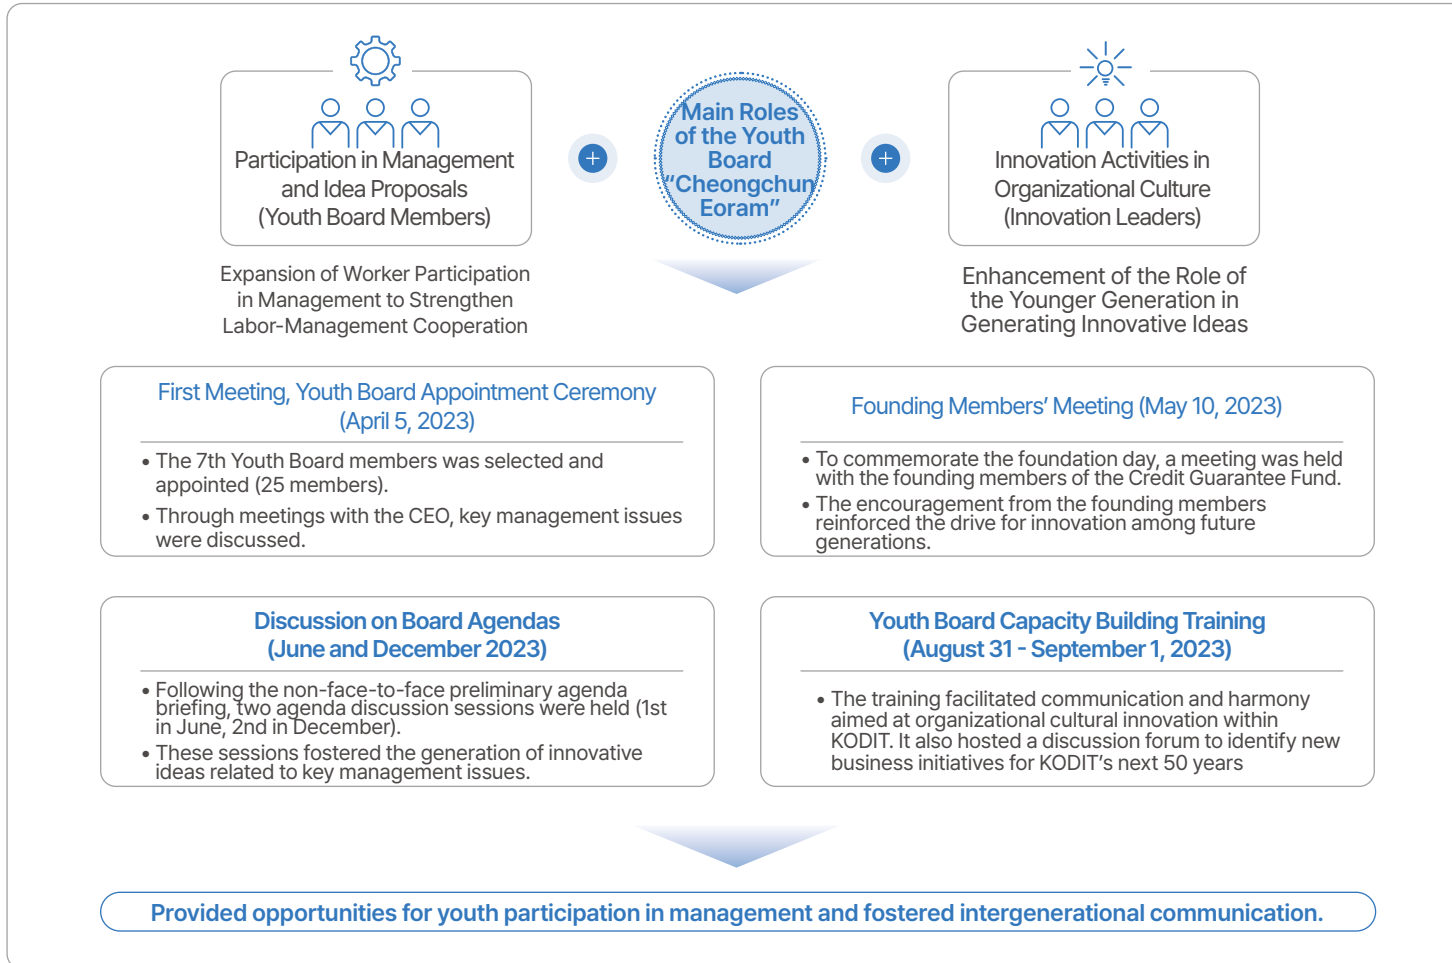 Participation in Management
and Idea Proposals
(Youth Board Members)
Expansion of Worker Participation
in Management to Strengthen
Labor-Management Cooperation
Main Roles
of the Youth
Board
“Cheongchun
Eoram”
Innovation Activities in
Organizational Culture
(Innovation Leaders)
Enhancement of the Role of
the Younger Generation in
Generating Innovative Ideas
First Meeting, Youth Board Appointment Ceremony
(April 5, 2023)
• The 7th Youth Board members was selected and
appointed (25 members).
• Through meetings with the CEO, key management issues
were discussed.
Founding Members’ Meeting (May 10, 2023)
• To commemorate the foundation day, a meeting was held
with the founding members of the Credit Guarantee Fund.
• The encouragement from the founding members
reinforced the drive for innovation among future
generations.
Discussion on Board Agendas
(June and December 2023)
• Following the non-face-to-face preliminary agenda
briefing, two agenda discussion sessions were held (1st
in June, 2nd in December).
• These sessions fostered the generation of innovative
ideas related to key management issues.
Youth Board Capacity Building Training
(August 31 - September 1, 2023)
• The training facilitated communication and harmony
aimed at organizational cultural innovation within
KODIT. It also hosted a discussion forum to identify new
business initiatives for KODIT’s next 50 years
Provided opportunities for youth participation in management and fostered intergenerational communication.